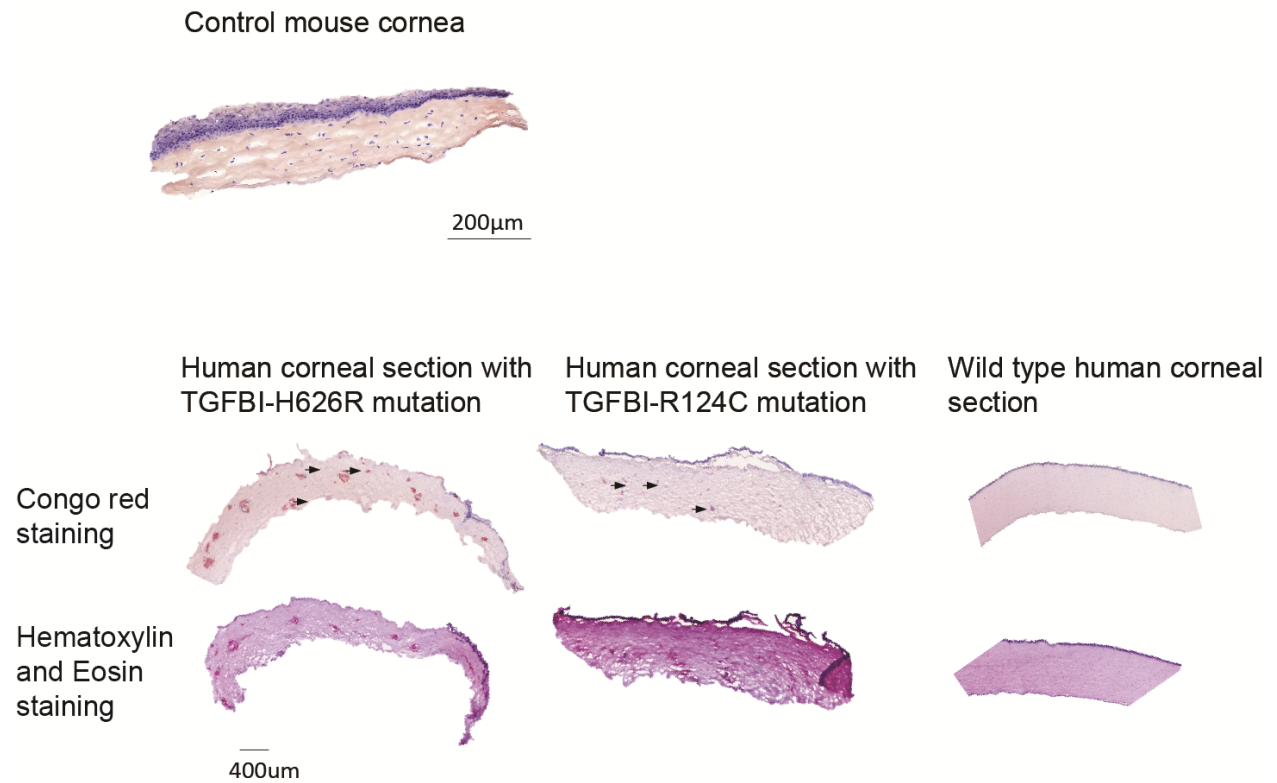 Control mouse cornea
200µm
Human corneal section with
TGFBI-H626R mutation
Human corneal section with
TGFBI-R124C mutation
Wild type human corneal
section
Congo red
staining
Hematoxylin
and Eosin
staining
400um